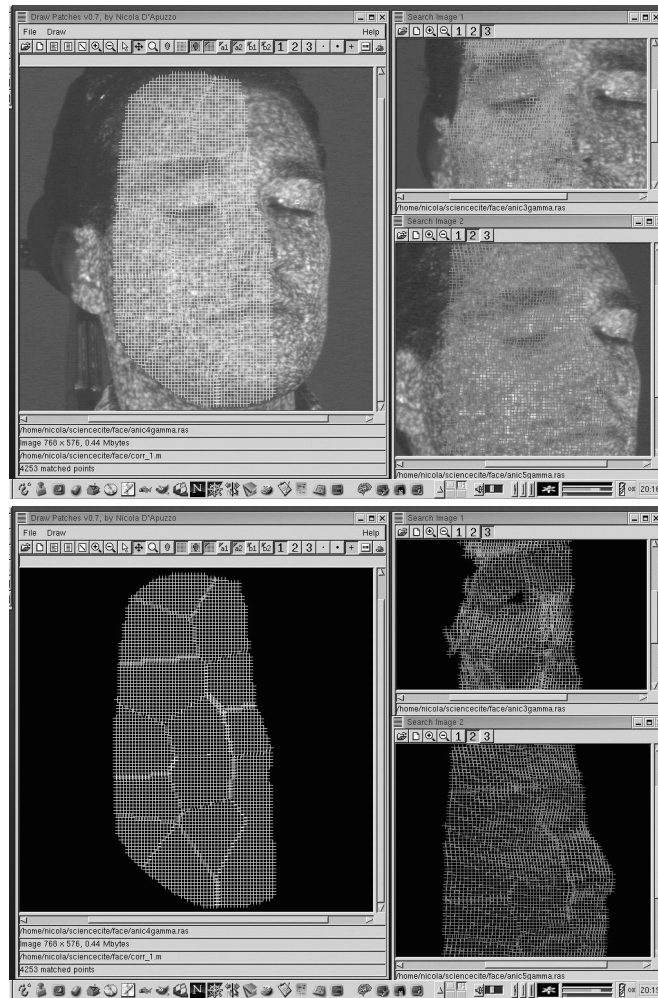 Draw Patches v0.7, by Nicola D'Apuzzo
File Draw Help
1 2 3
/home/nicola/sciencecite/face/anic4gamma.ras
Image 768 x 576, 0.44 Mbytes
/home/nicola/sciencecite/face/corr_1.m
4253 matched points
Search Image 1
1 2 3
/home/nicola/sciencecite/face/anic3gamma.ras
Search Image 2
1 2 3
/home/nicola/sciencecite/face/anic5gamma.ras
20:16
Draw Patches v0.7, by Nicola D'Apuzzo
File Draw Help
1 2 3
/home/nicola/sciencecite/face/anic4gamma.ras
Image 768 x 576, 0.44 Mbytes
/home/nicola/sciencecite/face/corr_1.m
4253 matched points
Search Image 1
1 2 3
/home/nicola/sciencecite/face/anic3gamma.ras
Search Image 2
1 2 3
/home/nicola/sciencecite/face/anic5gamma.ras
20:19